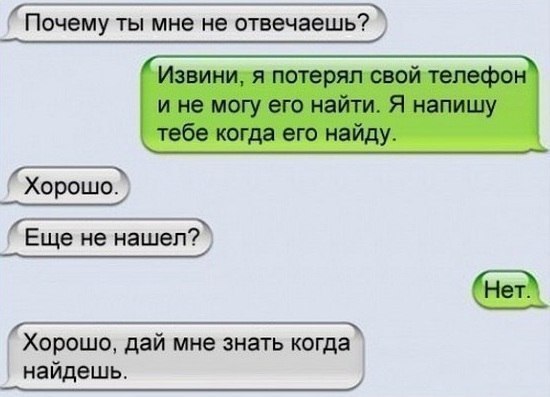 Почему ты мне не отвечаешь?
Извини, я потерял свой телефон
и не могу его найти. Я напишу
тебе когда его найду.
Хорошо.
Еще не нашел?
Нет.
Хорошо, дай мне знать когда
найдешь.